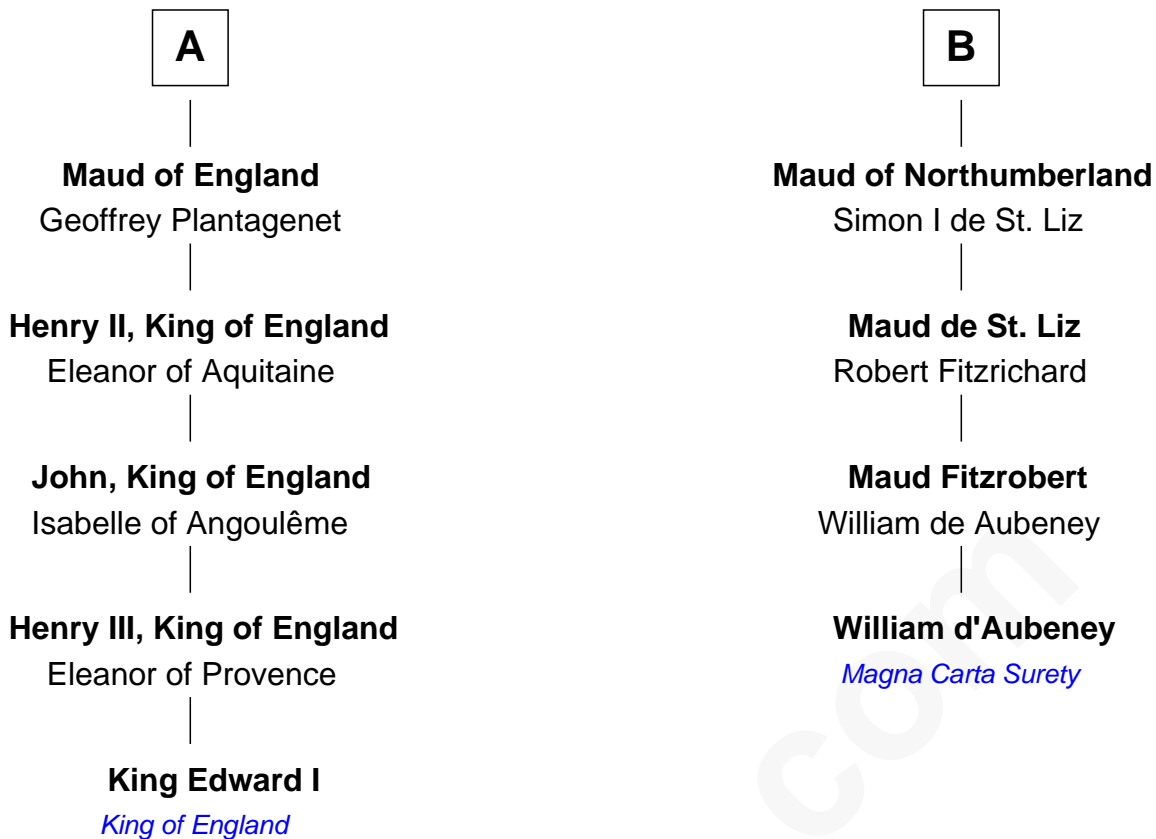 A
Maud of England
Geoffrey Plantagenet
Henry II, King of England
Eleanor of Aquitaine
John, King of England
Isabelle of Angoulême
Henry III, King of England
Eleanor of Provence
King Edward I
King of England
B
Maud of Northumberland
Simon I de St. Liz
Maud de St. Liz
Robert Fitzrichard
Maud Fitzrobert
William de Aubeney
William d'Aubeney
Magna Carta Surety
com